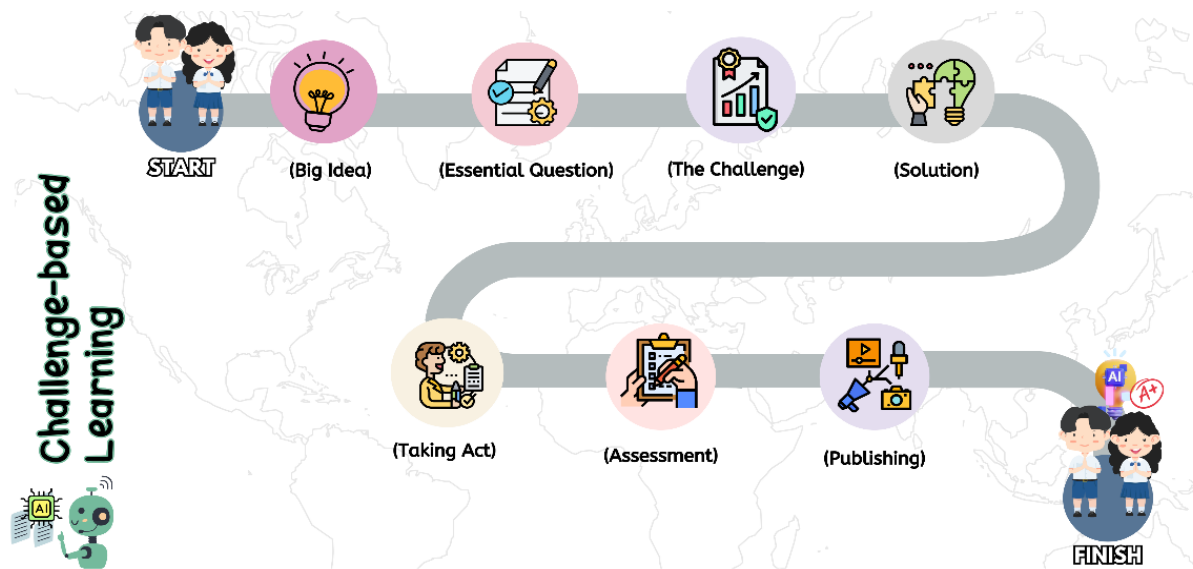 START
(Big Idea)
(Essential Question)
(The Challenge)
(Solution)
Challenge-based
Learning
(Taking Act)
(Assessment)
(Publishing)
AI
A+
AI
FINISH